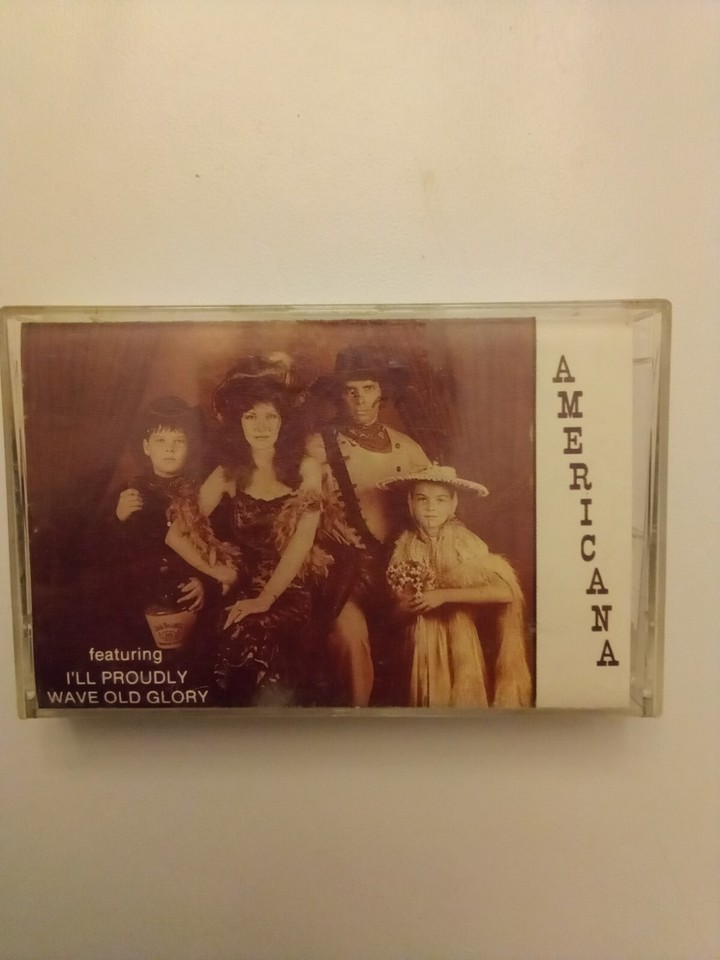 featuring
I'LL PROUDLY
WAVE OLD GLORY
AMERICANA